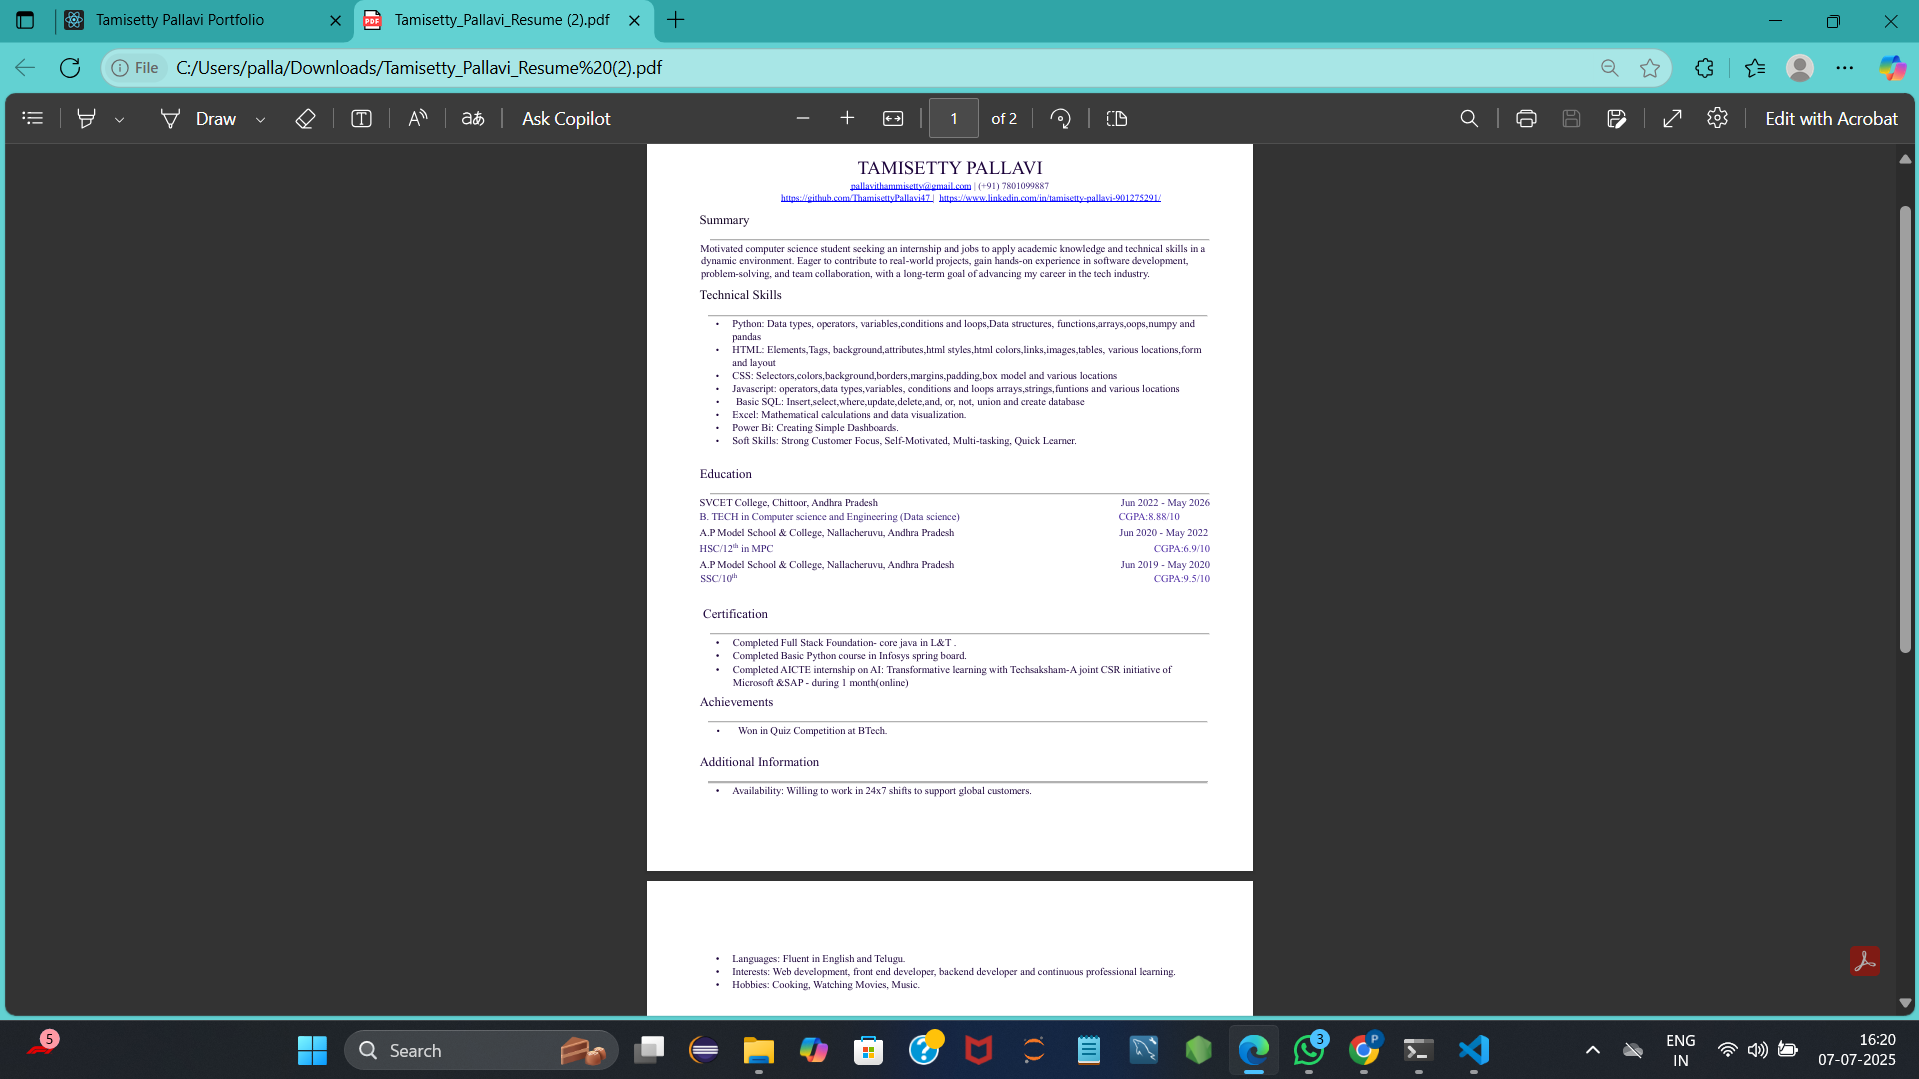 Tamisetty Pallavi Portfolio
Tamisetty_Pallavi_Resume (2).pdf
File
C:/Users/palla/Downloads/Tamisetty_Pallavi_Resume%20(2).pdf
Draw
Ask Copilot
1 of 2
Edit with Acrobat
TAMISETTY PALLAVI
pallavithammisetty@gmail.com | (+91) 7801099887
https://github.com/ThamisettyPallavi47 | https://www.linkedin.com/in/tamisetty-pallavi-901275291/
Summary
Motivated computer science student seeking an internship and jobs to apply academic knowledge and technical skills in a
dynamic environment. Eager to contribute to real-world projects, gain hands-on experience in software development,
problem-solving, and team collaboration, with a long-term goal of advancing my career in the tech industry.
Technical Skills
• Python: Data types, operators, variables,conditions and loops,Data structures, functions,arrays,oops,numpy and
pandas
• HTML: Elements,Tags, background,attributes,html styles,html colors,links,images,tables, various locations,form
and layout
• CSS: Selectors,colors,background,borders,margins,padding,box model and various locations
• Javascript: operators,data types,variables, conditions and loops arrays,strings,funtions and various locations
• Basic SQL: Insert,select,where,update,delete,and, or, not, union and create database
• Excel: Mathematical calculations and data visualization.
• Power Bi: Creating Simple Dashboards.
• Soft Skills: Strong Customer Focus, Self-Motivated, Multi-tasking, Quick Learner.
Education
SVCET College, Chittoor, Andhra Pradesh Jun 2022 - May 2026
B. TECH in Computer science and Engineering (Data science) CGPA:8.88/10
A.P Model School & College, Nallacheruvu, Andhra Pradesh Jun 2020 - May 2022
HSC/12th in MPC CGPA:6.9/10
A.P Model School & College, Nallacheruvu, Andhra Pradesh Jun 2019 - May 2020
SSC/10th CGPA:9.5/10
Certification
• Completed Full Stack Foundation- core java in L&T .
• Completed Basic Python course in Infosys spring board.
• Completed AICTE internship on AI: Transformative learning with Techsaksham-A joint CSR initiative of
Microsoft &SAP - during 1 month(online)
Achievements
• Won in Quiz Competition at BTech.
Additional Information
• Availability: Willing to work in 24x7 shifts to support global customers.
• Languages: Fluent in English and Telugu.
• Interests: Web development, front end developer, backend developer and continuous professional learning.
• Hobbies: Cooking, Watching Movies, Music.
5
Search
3
P
ENG
IN
16:20
07-07-2025